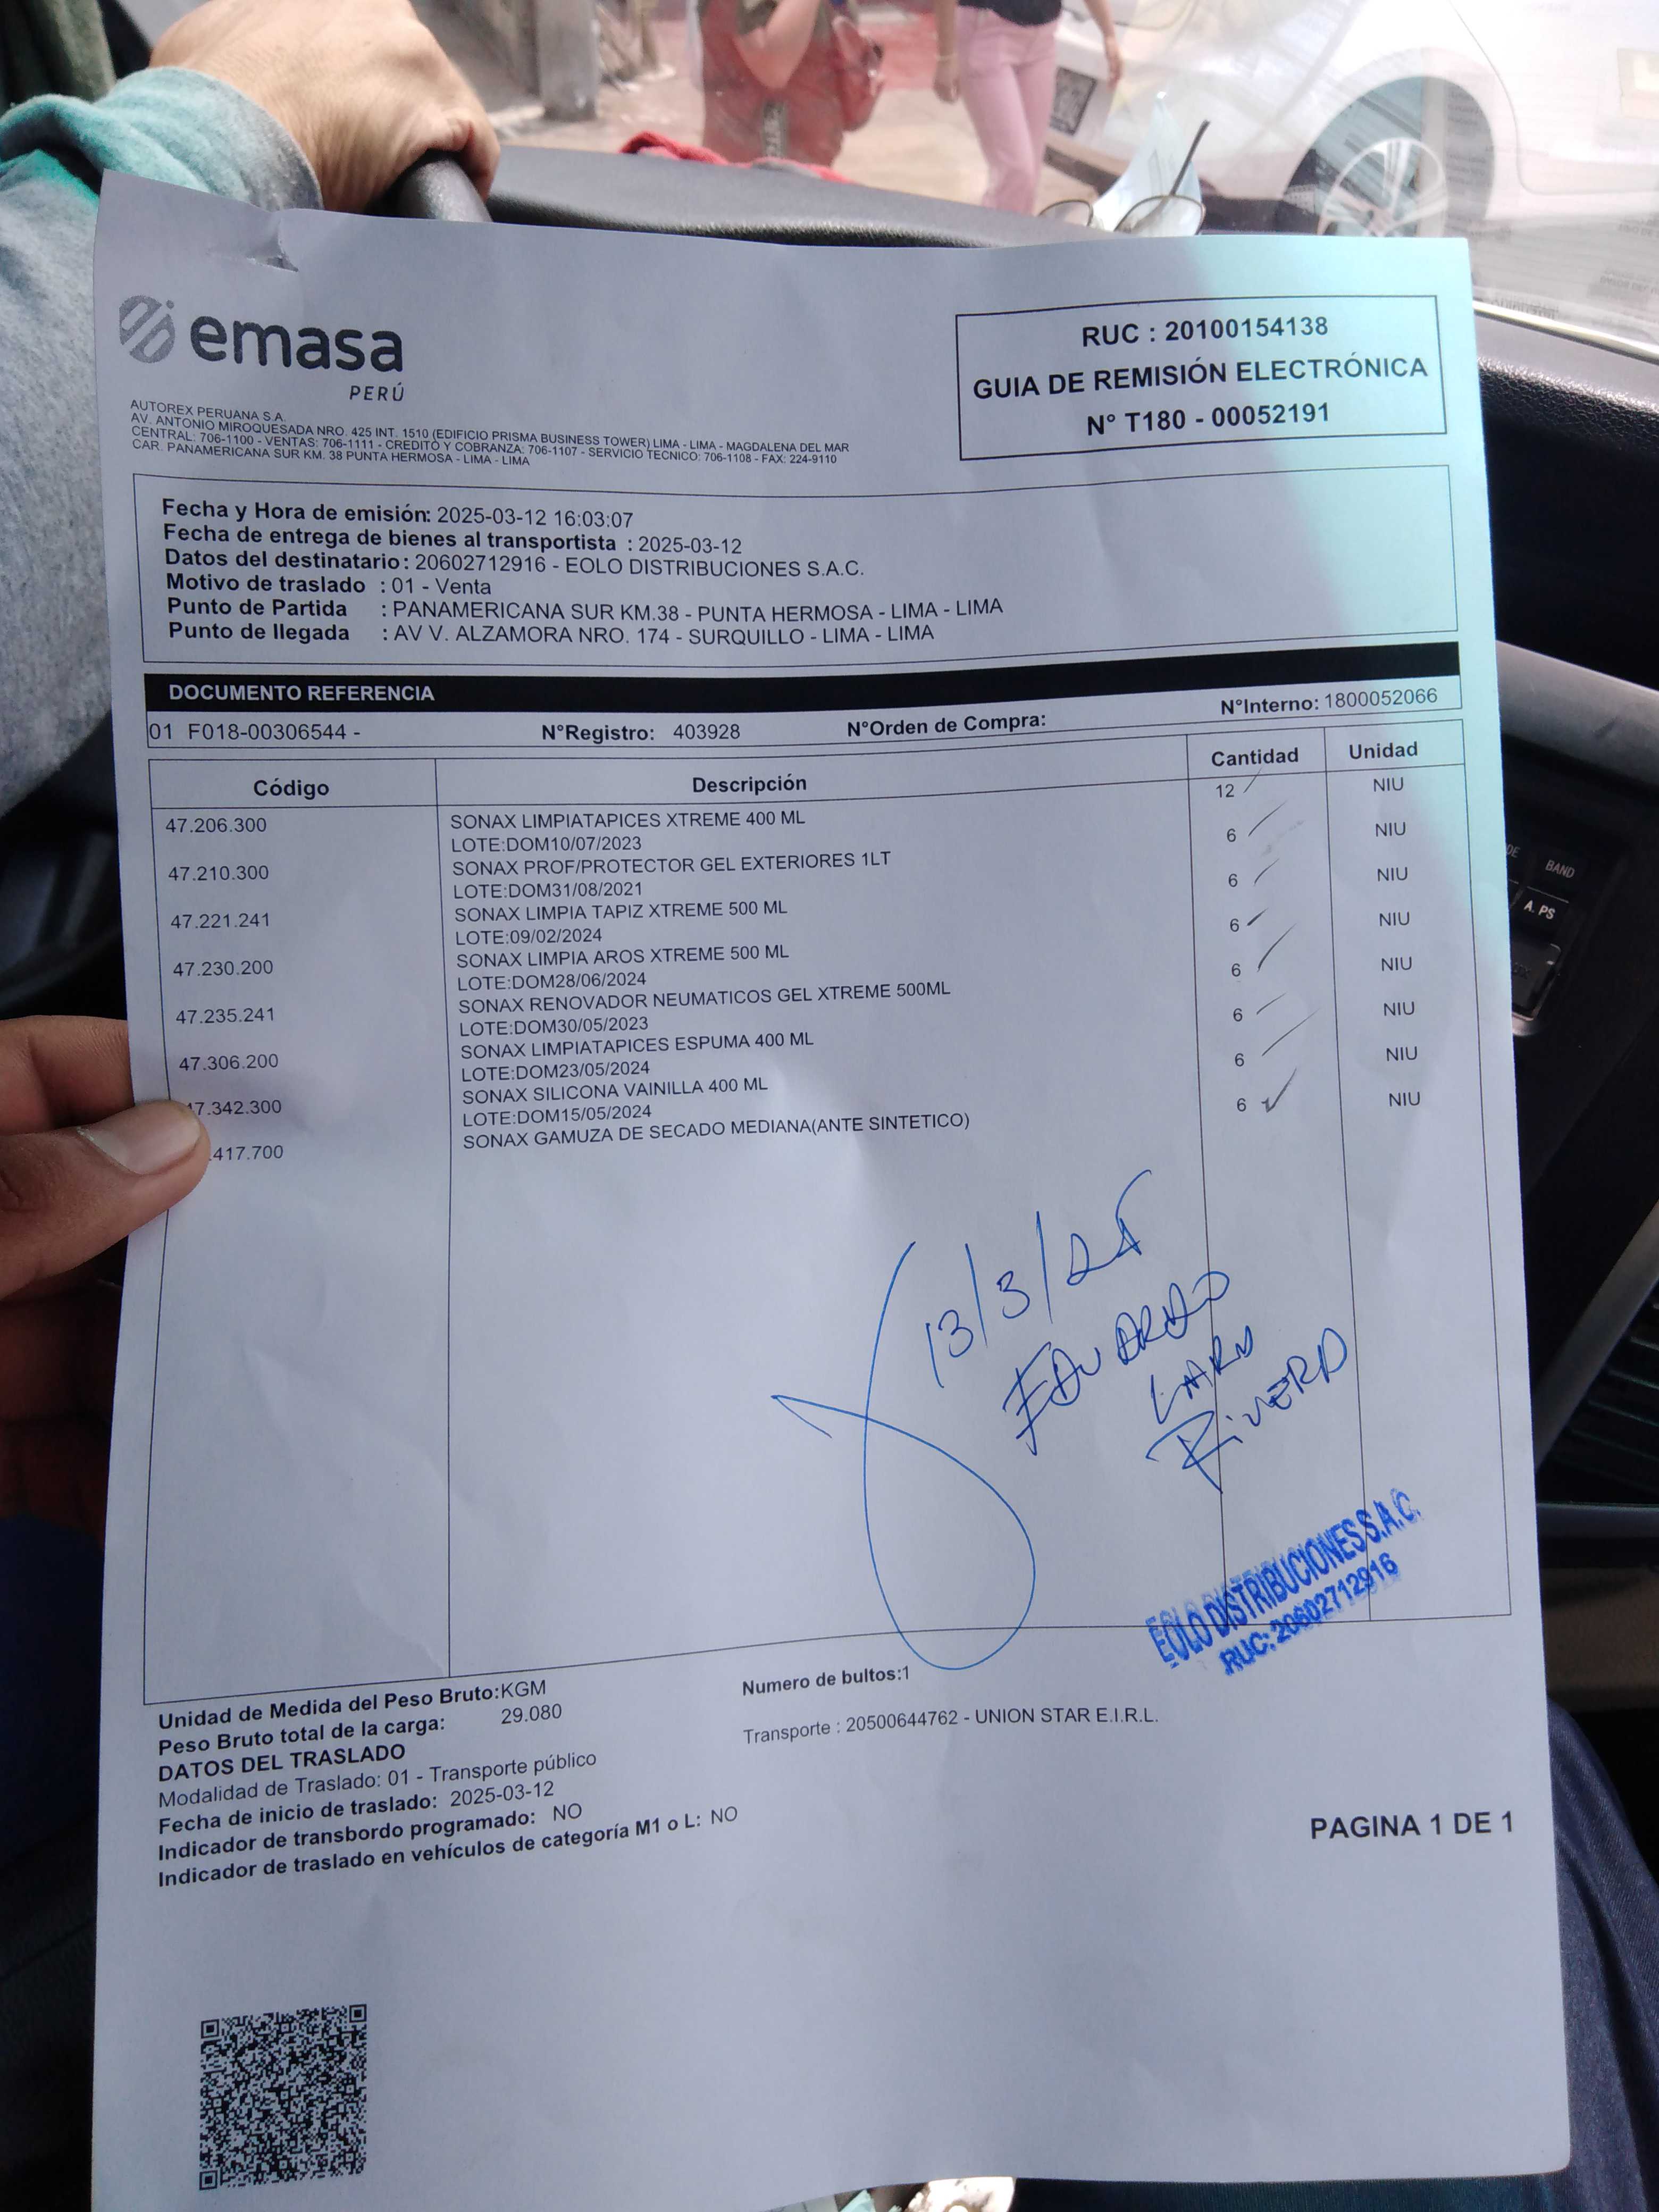 emasa
PERÚ
RUC : 20100154138
GUIA DE REMISIÓN ELECTRÓNICA
N° T180 - 00052191
AUTOREX PERUANA S.A.
AV. ANTONIO MIROQUESADA NRO. 425 INT. 1510 (EDIFICIO PRISMA BUSINESS TOWER) LIMA - LIMA - MAGDALENA DEL MAR
CENTRAL: 706-1100 - VENTAS: 706-1111 - CREDITO Y COBRANZA: 706-1107 - SERVICIO TECNICO: 706-1108 - FAX: 224-9110
CAR. PANAMERICANA SUR KM. 38 PUNTA HERMOSA - LIMA - LIMA
Fecha y Hora de emisión: 2025-03-12 16:03:07
Fecha de entrega de bienes al transportista : 2025-03-12
Datos del destinatario : 20602712916 - EOLO DISTRIBUCIONES S.A.C.
Motivo de traslado : 01 - Venta
Punto de Partida : PANAMERICANA SUR KM.38 - PUNTA HERMOSA - LIMA - LIMA
Punto de llegada : AV V. ALZAMORA NRO. 174 - SURQUILLO - LIMA - LIMA
DOCUMENTO REFERENCIA
01 F018-00306544 - N°Registro: 403928 N°Orden de Compra: N°Interno: 1800052066
Código Descripción Cantidad Unidad
47.206.300 SONAX LIMPIATAPICES XTREME 400 ML 12 NIU
LOTE:DOM10/07/2023
47.210.300 SONAX PROF/PROTECTOR GEL EXTERIORES 1LT 6 NIU
LOTE:DOM31/08/2021
47.221.241 SONAX LIMPIA TAPIZ XTREME 500 ML 6 NIU
LOTE:09/02/2024
47.230.200 SONAX LIMPIA AROS XTREME 500 ML 6 NIU
LOTE:DOM28/06/2024
47.235.241 SONAX RENOVADOR NEUMATICOS GEL XTREME 500ML 6 NIU
LOTE:DOM30/05/2023
47.306.200 SONAX LIMPIATAPICES ESPUMA 400 ML 6 NIU
LOTE:DOM23/05/2024
7.342.300 SONAX SILICONA VAINILLA 400 ML 6 NIU
LOTE:DOM15/05/2024
.417.700 SONAX GAMUZA DE SECADO MEDIANA(ANTE SINTETICO) 6 NIU
13/3/25
EDUARDO
LARA
RIVERA
EOLO DISTRIBUCIONES S.A.C.
RUC: 20602712916
Unidad de Medida del Peso Bruto:KGM
Peso Bruto total de la carga: 29.080
Numero de bultos:1
DATOS DEL TRASLADO
Transporte : 20500644762 - UNION STAR E.I.R.L.
Modalidad de Traslado: 01 - Transporte público
Fecha de inicio de traslado: 2025-03-12
Indicador de transbordo programado: NO
Indicador de traslado en vehículos de categoría M1 o L: NO
PAGINA 1 DE 1
BAND
A. PS